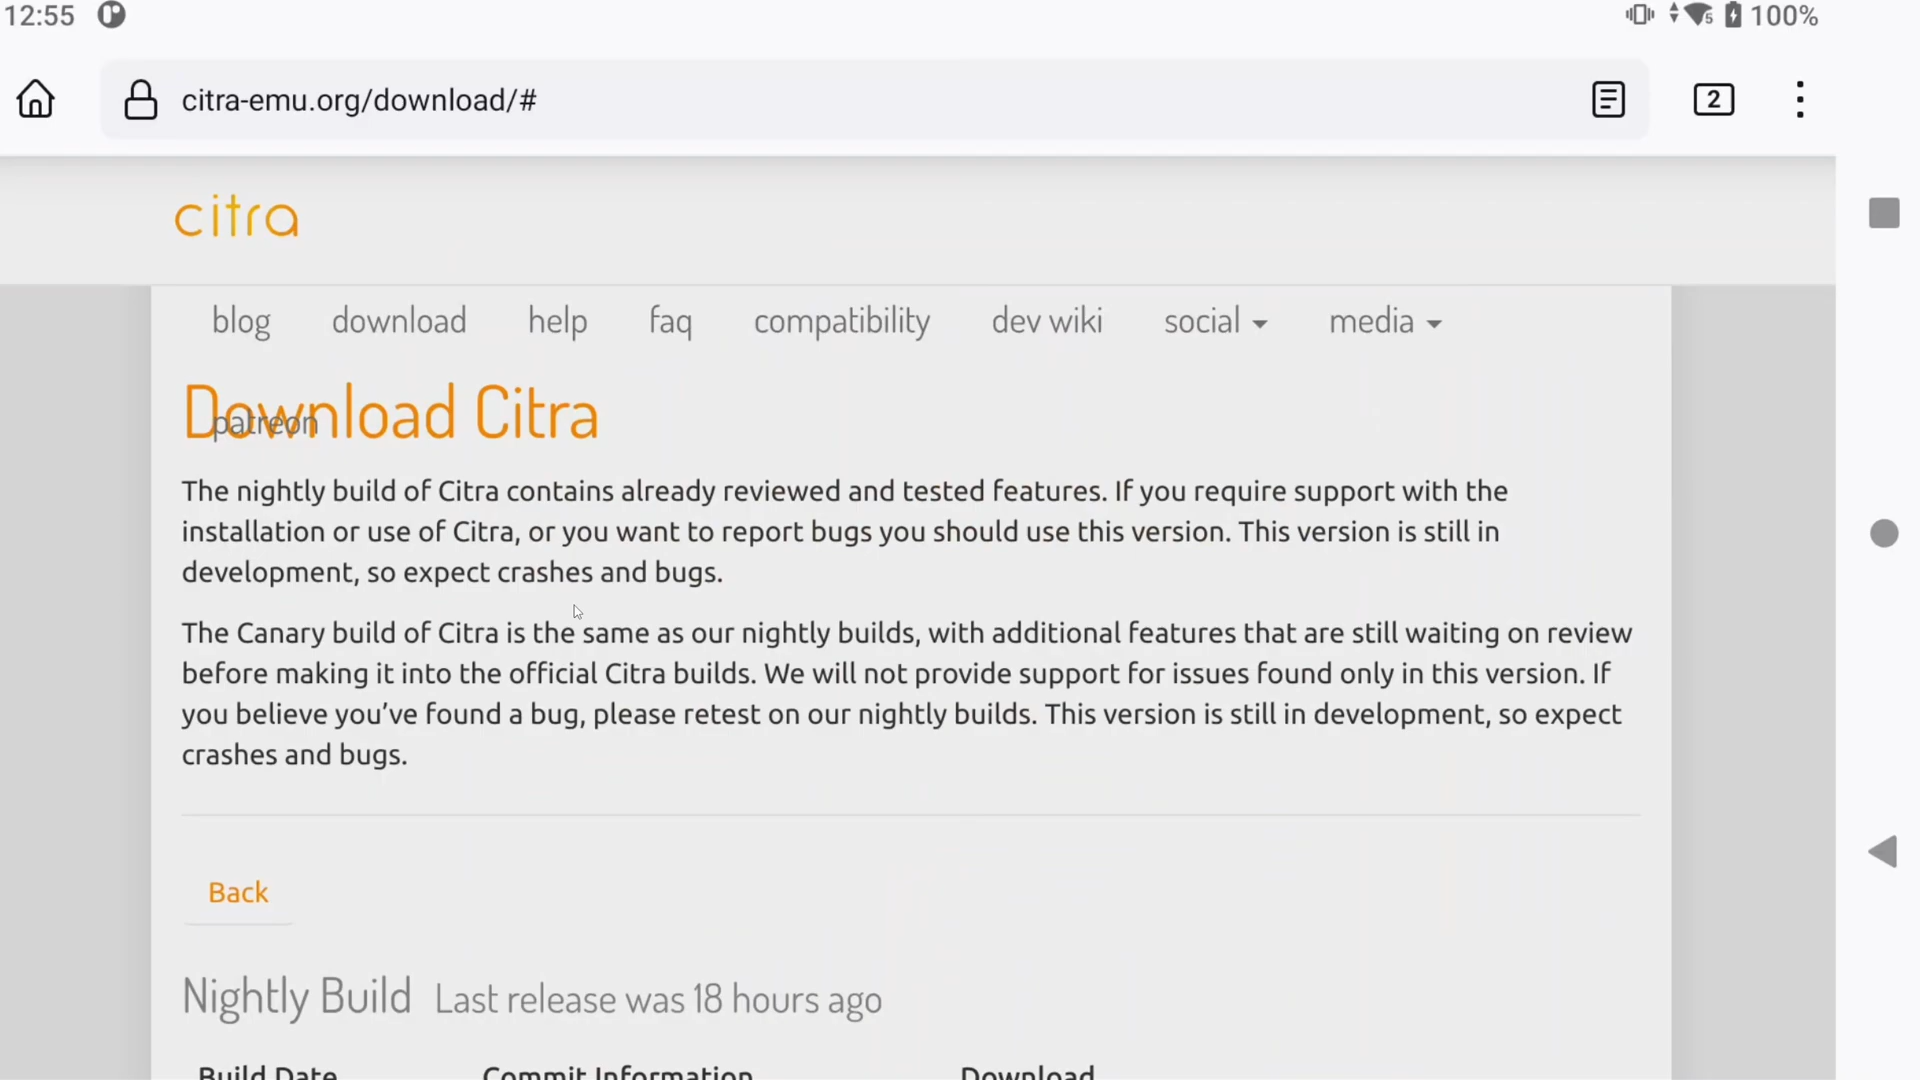 12:55
5
100%
citra-emu.org/download/#
2
citra
blog download help faq compatibility dev wiki social media
patreon
Download Citra
The nightly build of Citra contains already reviewed and tested features. If you require support with the
installation or use of Citra, or you want to report bugs you should use this version. This version is still in
development, so expect crashes and bugs.
The Canary build of Citra is the same as our nightly builds, with additional features that are still waiting on review
before making it into the official Citra builds. We will not provide support for issues found only in this version. If
you believe you’ve found a bug, please retest on our nightly builds. This version is still in development, so expect
crashes and bugs.
Back
Nightly Build Last release was 18 hours ago
Build Date Commit Information Download